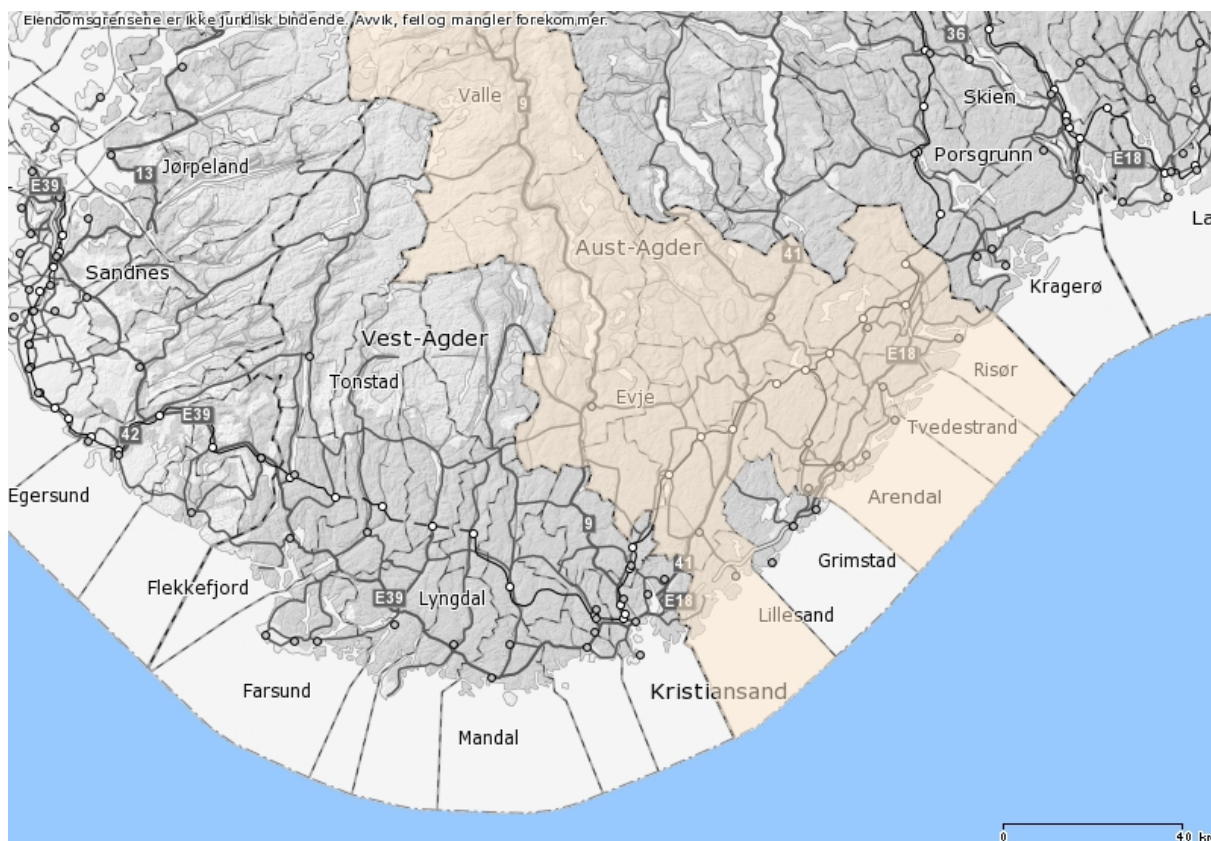 Eiendomsgrensene er ikke juridisk bindende. Avvik, feil og mangler forekommer.
36
Valle
9
Skien
Porsgrunn
E18
Jørpeland
13
E39
La
Aust-Agder
41
Sandnes
Kragerø
Vest-Agder
E18
Risør
Tonstad
Evje
E39
42
Tvedestrand
Egersund
Arendal
9
Grimstad
41
Flekkefjord
E39
Lyngdal
E18
Lillesand
Farsund
Kristiansand
Mandal
0 40 km